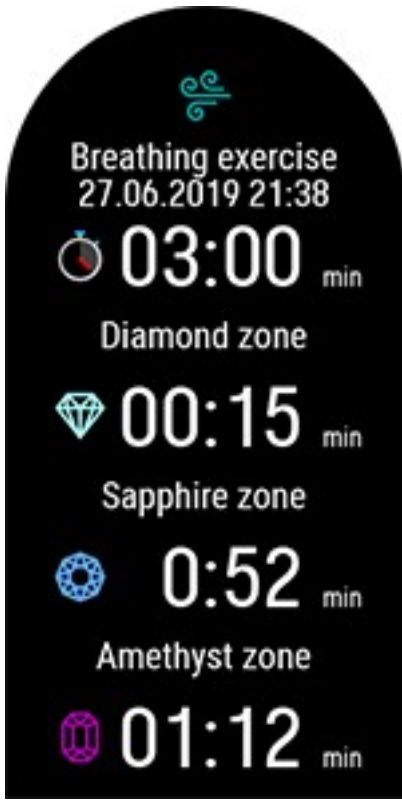 Breathing exercise
27.06.2019 21:38
03:00 min
Diamond zone
00:15 min
Sapphire zone
0:52 min
Amethyst zone
01:12 min